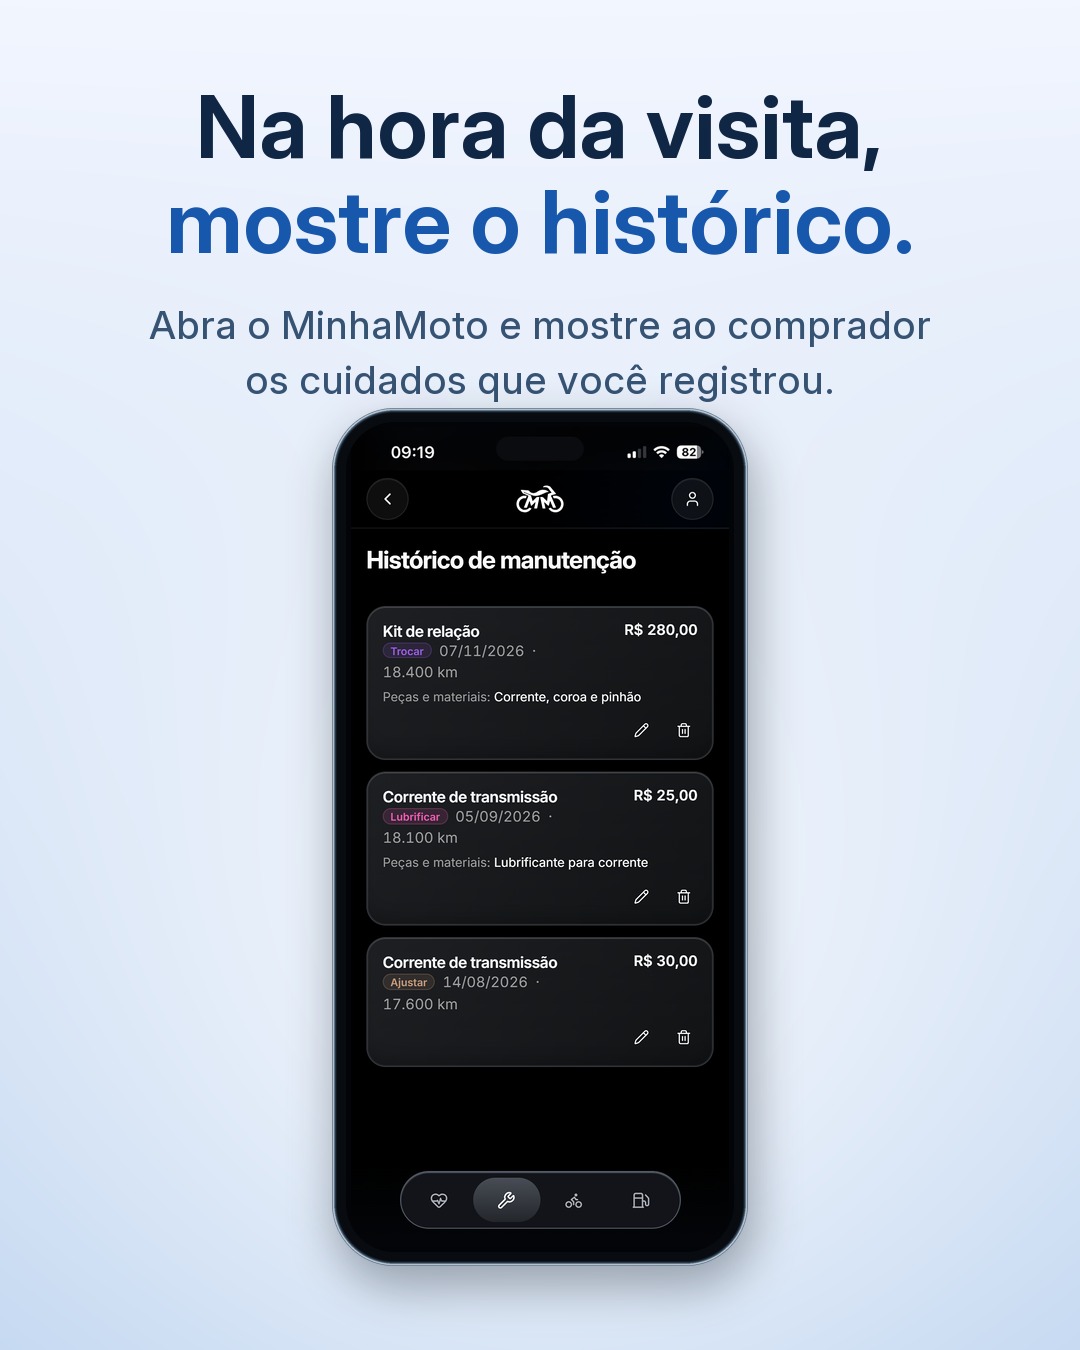 Na hora da visita,
mostre o histórico.
Abra o MinhaMoto e mostre ao comprador
os cuidados que você registrou.
09:19
82
MM
Histórico de manutenção
Kit de relação
R$ 280,00
Trocar 07/11/2026 ·
18.400 km
Peças e materiais: Corrente, coroa e pinhão
Corrente de transmissão
R$ 25,00
Lubrificar 05/09/2026 ·
18.100 km
Peças e materiais: Lubrificante para corrente
Corrente de transmissão
R$ 30,00
Ajustar 14/08/2026 ·
17.600 km